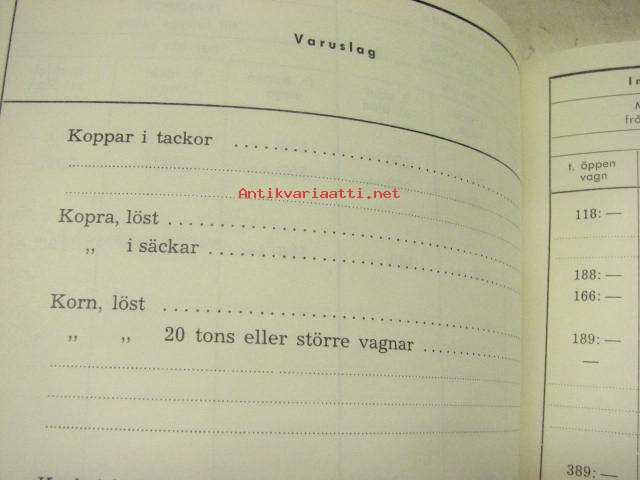 Varuslag
Koppar i tackor
Antikvariaatti.net
Kopra, löst
„ i säckar
Korn, löst
„ „ 20 tons eller större vagnar
t. öppen
vagn
118:—
188:—
166:—
189:—
—
389:—